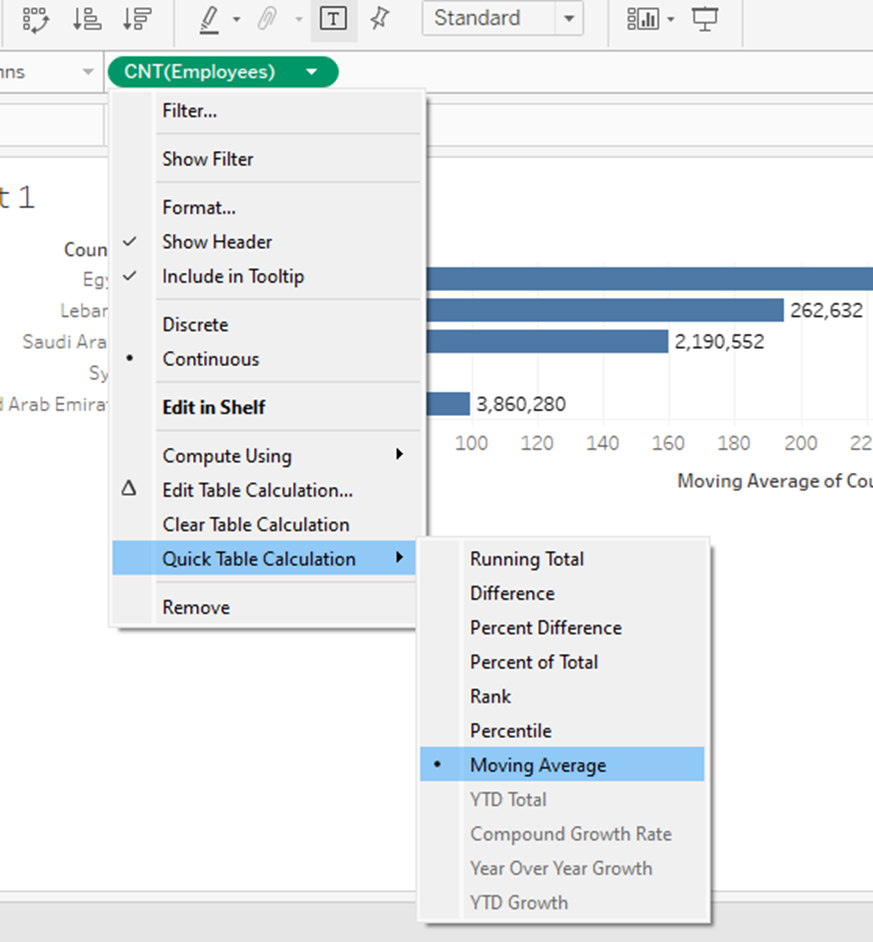 T
Standard
ns
CNT(Employees)
Filter...
Show Filter
Format...
Show Header
Include in Tooltip
Discrete
Continuous
Edit in Shelf
Compute Using
Edit Table Calculation...
Clear Table Calculation
Quick Table Calculation
Remove
Running Total
Difference
Percent Difference
Percent of Total
Rank
Percentile
Moving Average
YTD Total
Compound Growth Rate
Year Over Year Growth
YTD Growth
t 1
Coun
Egy
Leban
262,632
Saudi Ara
2,190,552
Sy
d Arab Emirat
3,860,280
100 120 140 160 180 200 22
Moving Average of Cou